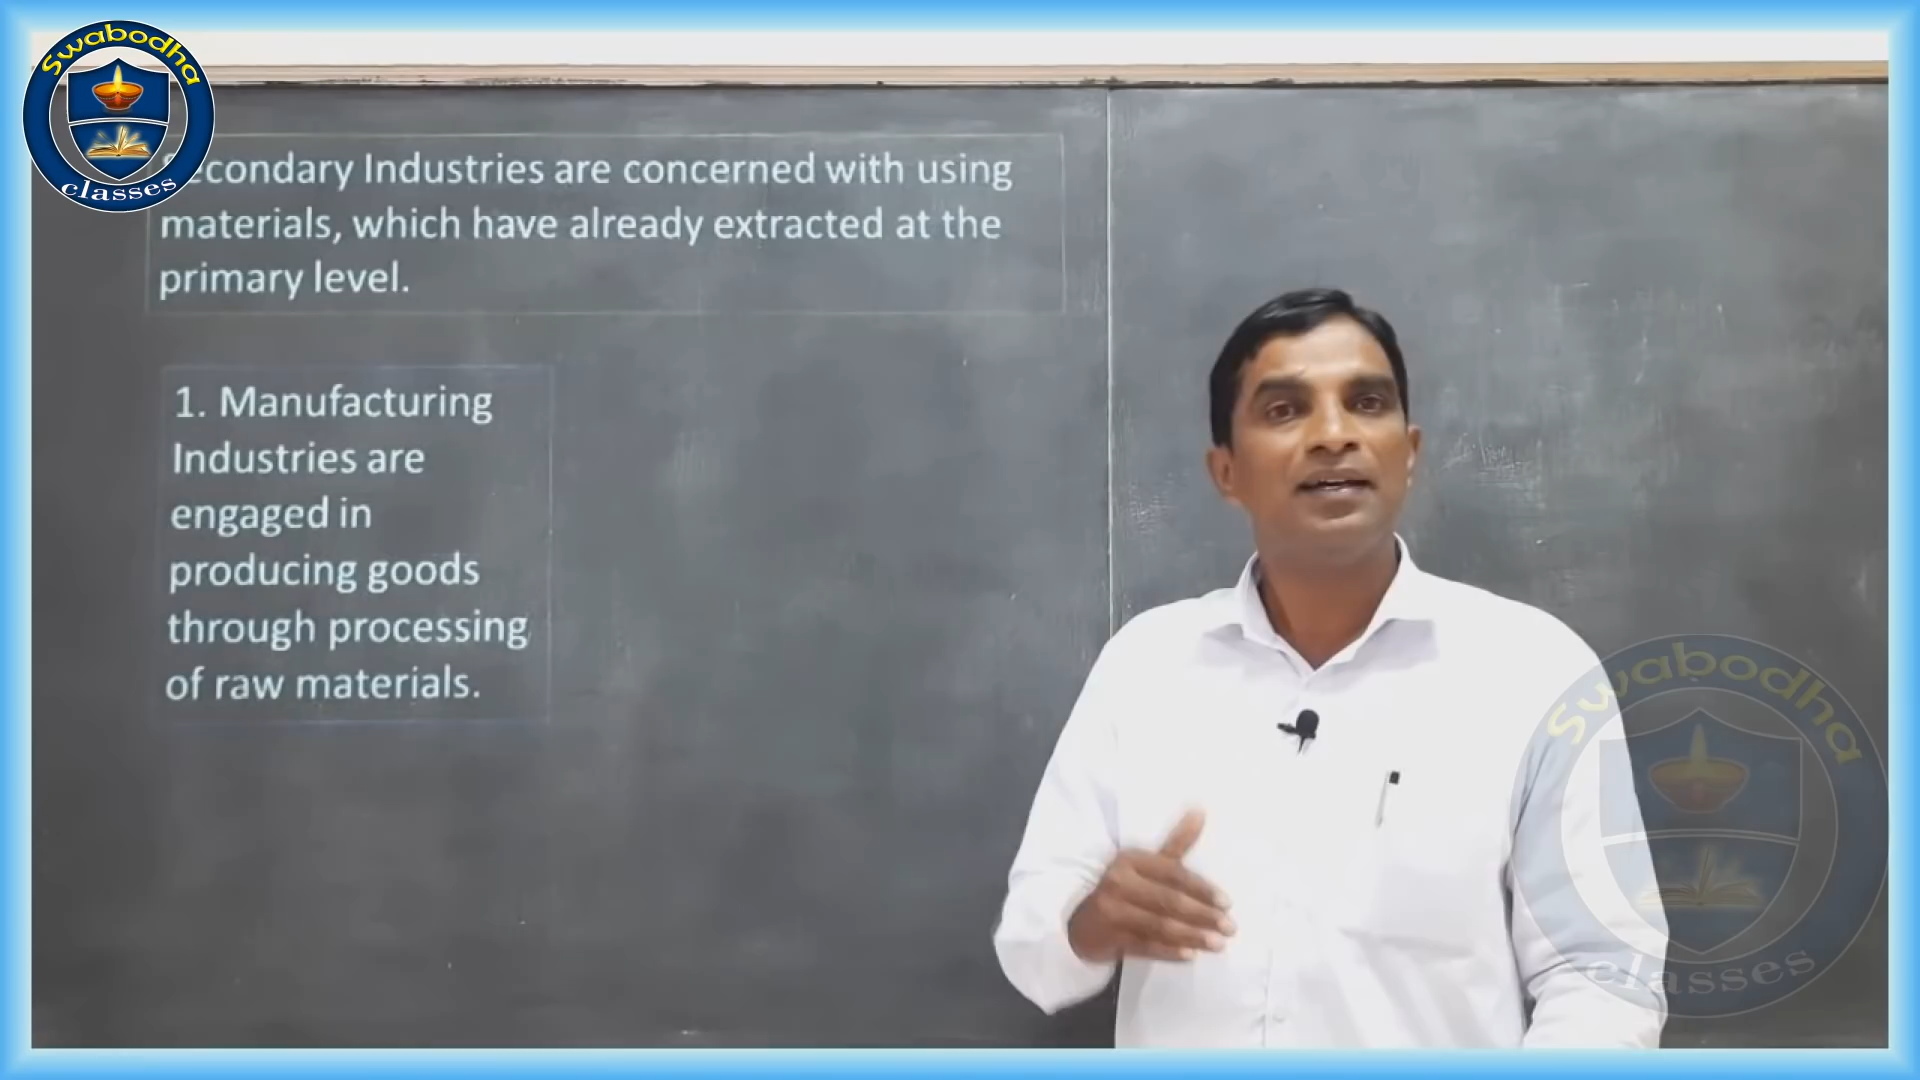 Swabodha
classes
Secondary Industries are concerned with using
materials, which have already extracted at the
primary level.
1. Manufacturing
Industries are
engaged in
producing goods
through processing
of raw materials.
Swabodha
classes